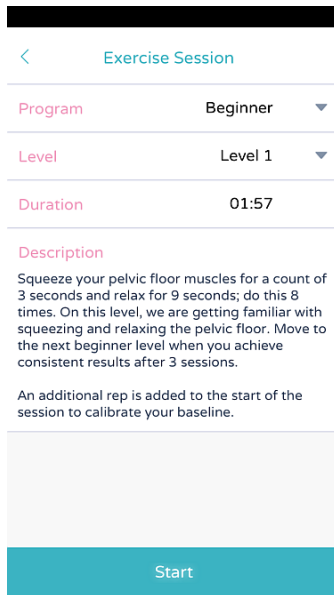 Exercise Session
Program Beginner
Level Level 1
Duration 01:57
Description
Squeeze your pelvic floor muscles for a count of
3 seconds and relax for 9 seconds; do this 8
times. On this level, we are getting familiar with
squeezing and relaxing the pelvic floor. Move to
the next beginner level when you achieve
consistent results after 3 sessions.
An additional rep is added to the start of the
session to calibrate your baseline.
Start